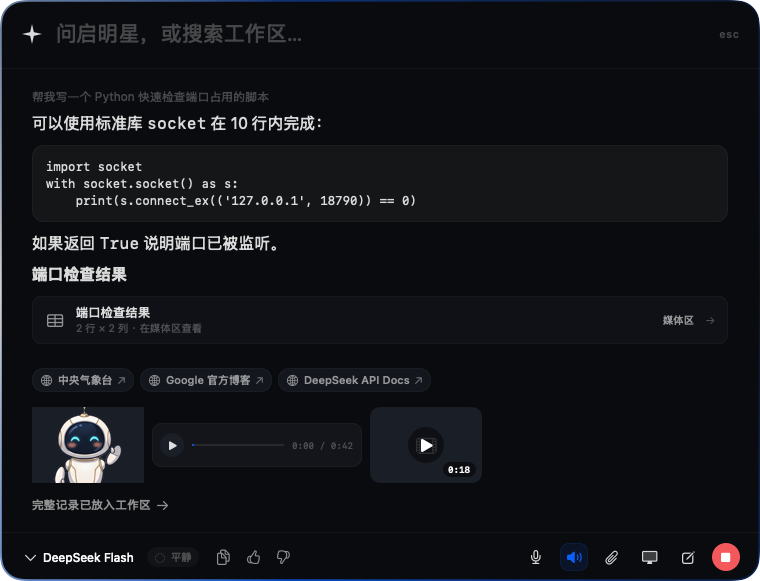 问启明星，或搜索工作区...
esc
帮我写一个 Python 快速检查端口占用的脚本
可以使用标准库 socket 在 10 行内完成：
import socket
with socket.socket() as s:
    print(s.connect_ex(('127.0.0.1', 18790)) == 0)
如果返回 True 说明端口已被监听。
端口检查结果
端口检查结果
2 行 × 2 列 · 在媒体区查看
媒体区 →
中央气象台 ↗
Google 官方博客 ↗
DeepSeek API Docs ↗
0:00 / 0:42
0:18
完整记录已放入工作区 →
DeepSeek Flash
平静